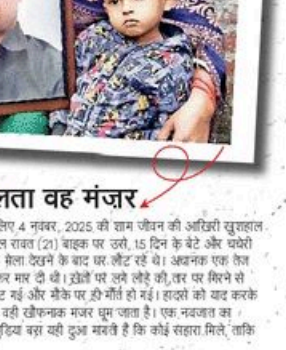 लता वह मंज़र
लिए 4 नवंबर, 2025 की शाम जीवन की आखिरी खुशहाल
ल रावत (21) बाइक पर उसे, 15 दिन के बेटे और चचेरी
मेला देखने के बाद घर लौट रहे थे। अचानक एक तेज
कर मार दी थी। खेतों पर लगे लोहे की तार पर गिरने से
ट गई और मौके पर ही मौत हो गई। हादसे को याद करके
वही खौफनाक मंजर घूम जाता है। एक नवजात का
डिया बस यही दुआ मांगती है कि कोई सहारा मिले, ताकि